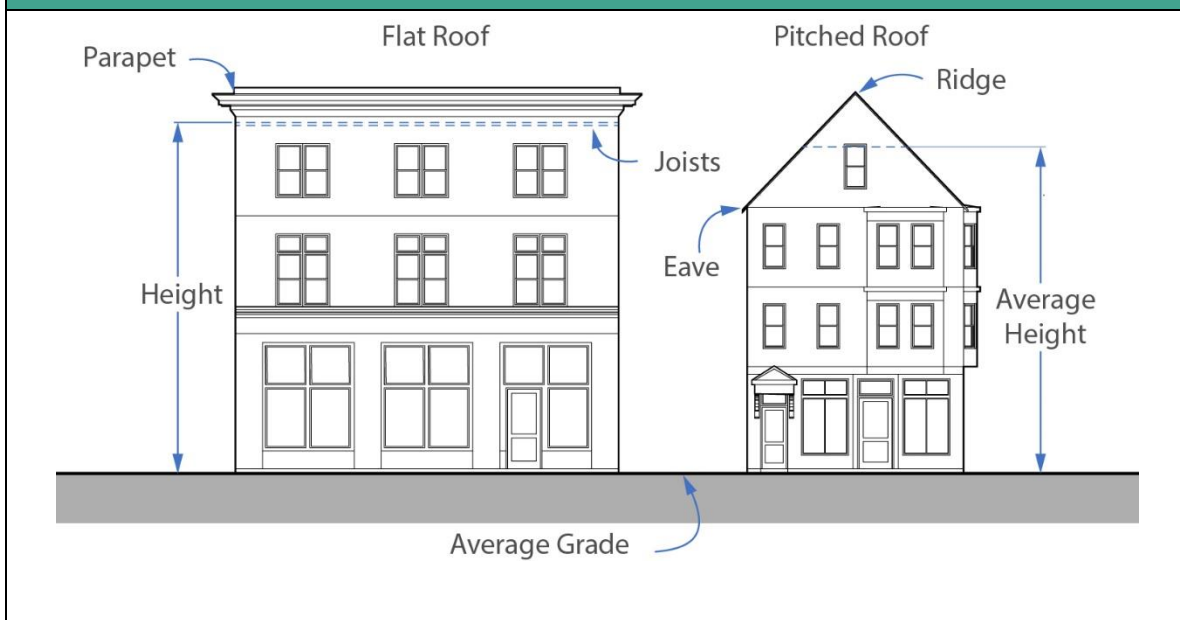 Flat Roof
Pitched Roof
Parapet
Ridge
Joists
Eave
Height
Average
Height
Average Grade